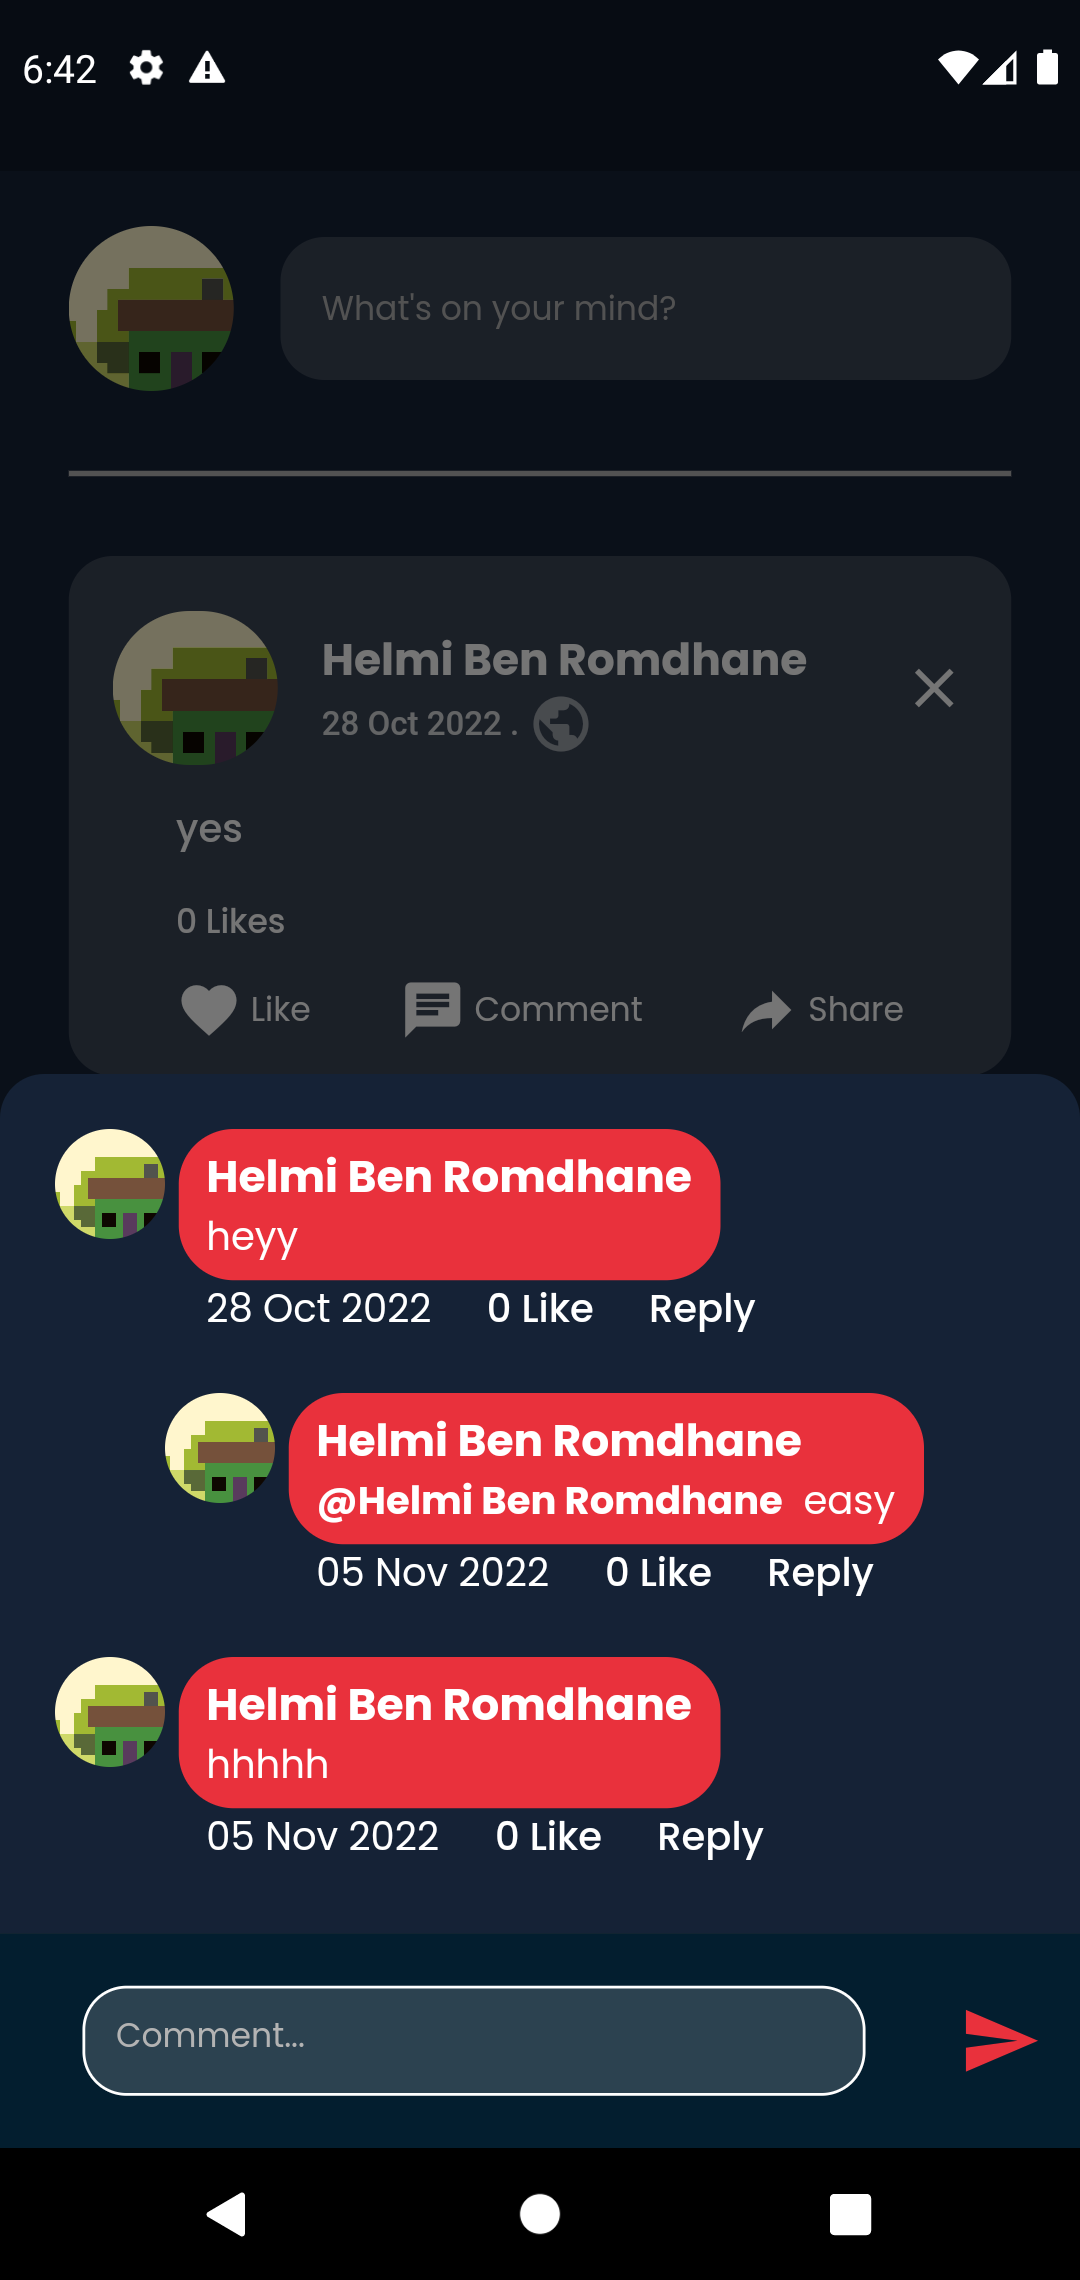 6:42
What's on your mind?
Helmi Ben Romdhane
28 Oct 2022 .
yes
0 Likes
Like Comment Share
Helmi Ben Romdhane
heyy
28 Oct 2022 0 Like Reply
Helmi Ben Romdhane
@Helmi Ben Romdhane easy
05 Nov 2022 0 Like Reply
Helmi Ben Romdhane
hhhhh
05 Nov 2022 0 Like Reply
Comment...